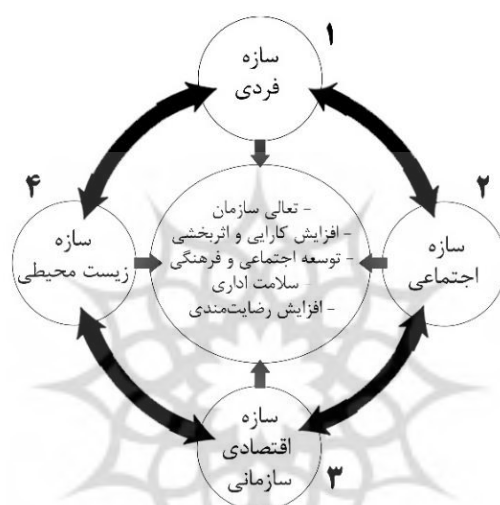 ۱
سازه
فردی
۲
سازه
اجتماعی
۳
سازه
اقتصادی
سازمانی
۴
سازه
زیست محیطی
- تعالی سازمان
- افزایش کارایی و اثربخشی
- توسعه اجتماعی و فرهنگی
- سلامت اداری
- افزایش رضایت‌مندی